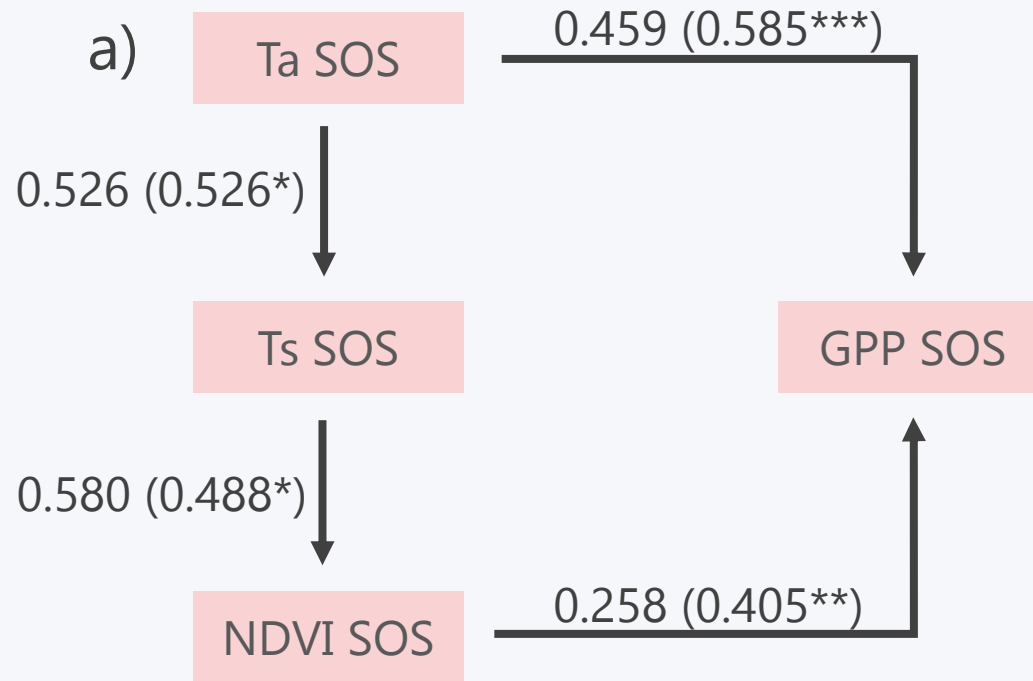 a)
Ta SOS
0.459 (0.585***)
0.526 (0.526*)
Ts SOS
GPP SOS
0.580 (0.488*)
NDVI SOS
0.258 (0.405**)